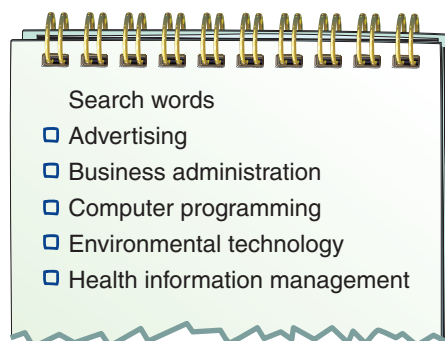 Search words
Advertising
Business administration
Computer programming
Environmental technology
Health information management